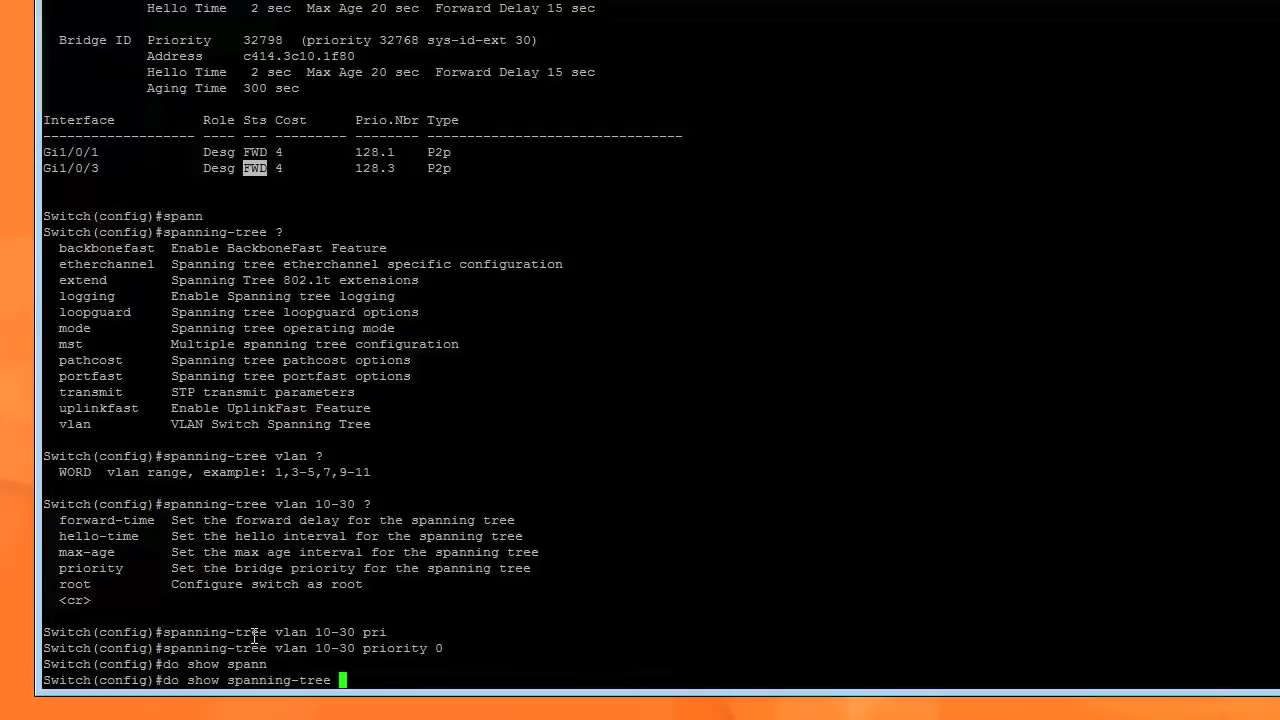 Hello Time   2 sec  Max Age 20 sec  Forward Delay 15 sec
Bridge ID  Priority    32798  (priority 32768 sys-id-ext 30)
Address     c414.3c10.1f80
Hello Time   2 sec  Max Age 20 sec  Forward Delay 15 sec
Aging Time  300 sec
Interface           Role Sts Cost      Prio.Nbr Type
------------------- ---- --- --------- -------- --------------------------------
Gi1/0/1             Desg FWD 4         128.1    P2p
Gi1/0/3             Desg FWD 4         128.3    P2p
Switch(config)#spann
Switch(config)#spanning-tree ?
backbonefast  Enable BackboneFast Feature
etherchannel  Spanning tree etherchannel specific configuration
extend        Spanning Tree 802.1t extensions
logging       Enable Spanning tree logging
loopguard     Spanning tree loopguard options
mode          Spanning tree operating mode
mst           Multiple spanning tree configuration
pathcost      Spanning tree pathcost options
portfast      Spanning tree portfast options
transmit      STP transmit parameters
uplinkfast    Enable UplinkFast Feature
vlan          VLAN Switch Spanning Tree
Switch(config)#spanning-tree vlan ?
WORD  vlan range, example: 1,3-5,7,9-11
Switch(config)#spanning-tree vlan 10-30 ?
forward-time  Set the forward delay for the spanning tree
hello-time    Set the hello interval for the spanning tree
max-age       Set the max age interval for the spanning tree
priority      Set the bridge priority for the spanning tree
root          Configure switch as root
<cr>
Switch(config)#spanning-tree vlan 10-30 pri
Switch(config)#spanning-tree vlan 10-30 priority 0
Switch(config)#do show spann
Switch(config)#do show spanning-tree